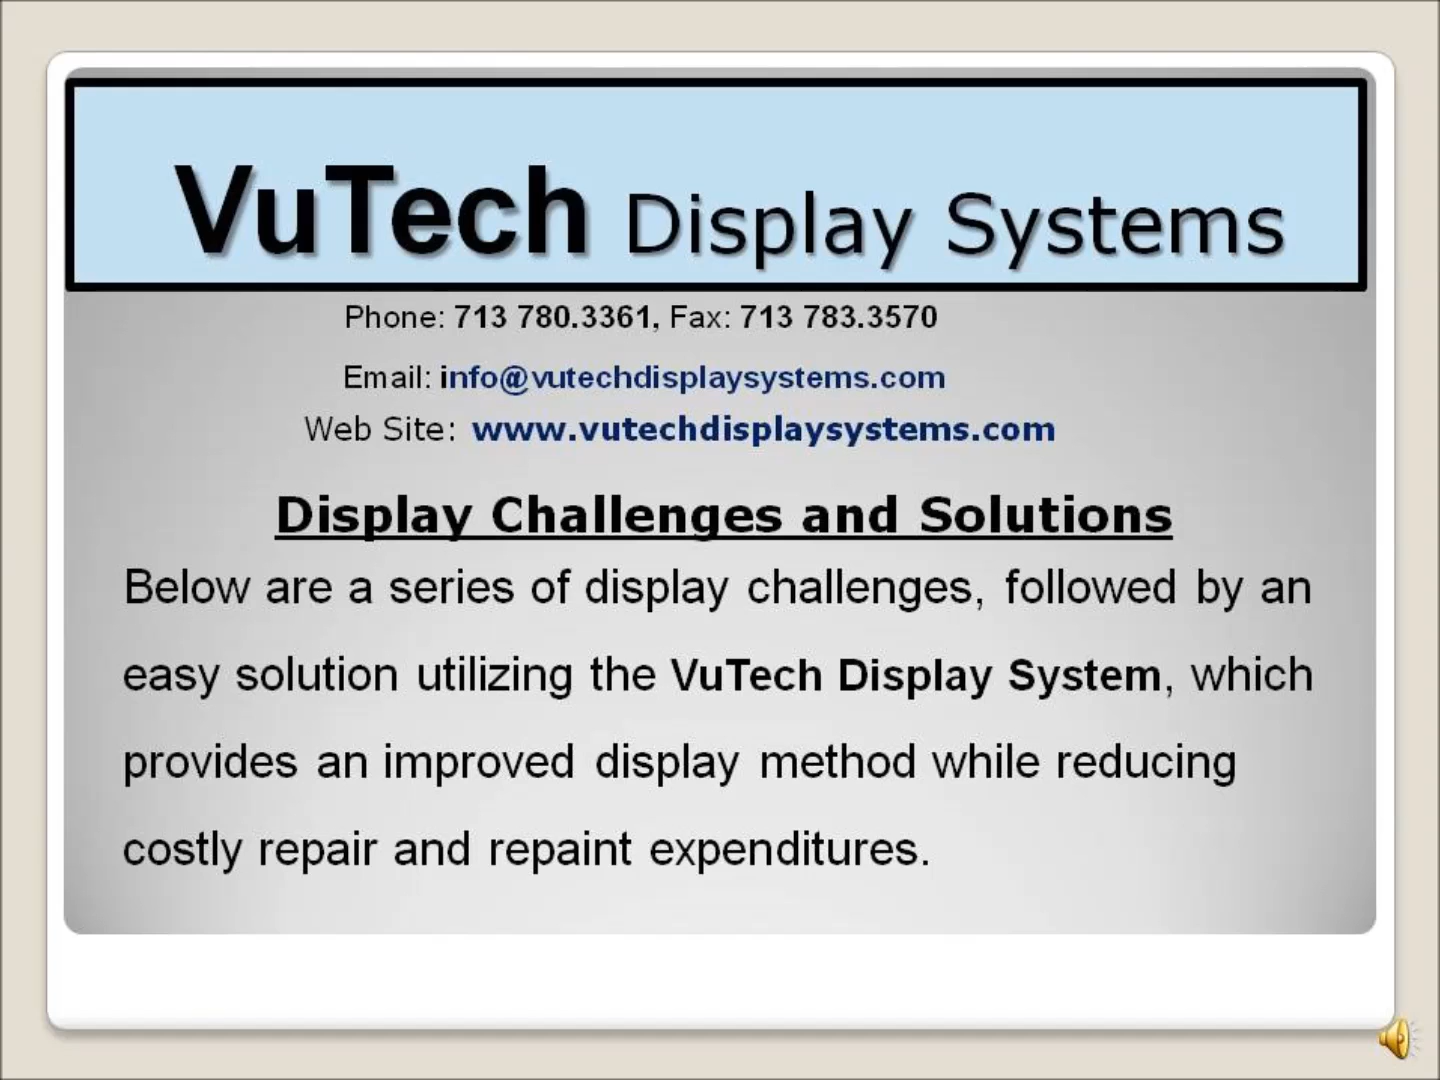 VuTech Display Systems
Phone: 713 780.3361, Fax: 713 783.3570
Email: info@vutechdisplaysystems.com
Web Site: www.vutechdisplaysystems.com
Display Challenges and Solutions
Below are a series of display challenges, followed by an
easy solution utilizing the VuTech Display System, which
provides an improved display method while reducing
costly repair and repaint expenditures.